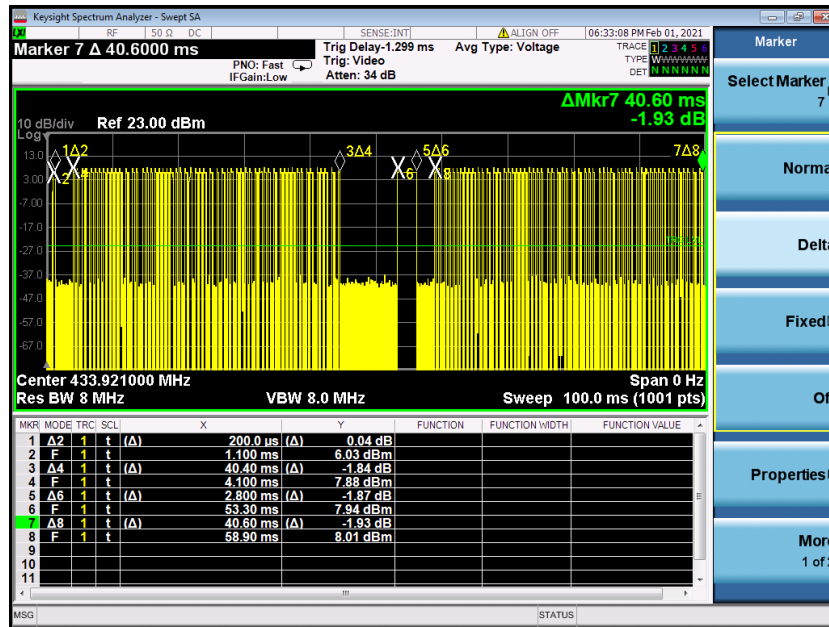 Keysight Spectrum Analyzer - Swept SA
LXI RF 50 Ω DC SENSE:INT ALIGN OFF 06:33:08 PM Feb 01, 2021
Marker 7 Δ 40.6000 ms
Trig Delay-1.299 ms Avg Type: Voltage TRACE 1 2 3 4 5 6
PNO: Fast Trig: Video TYPE WWWWWW
IFGain:Low Atten: 34 dB DET N N N N N N
ΔMkr7 40.60 ms
-1.93 dB
10 dB/div Ref 23.00 dBm
Log
13.0
3.00
-7.00
-17.0
-27.0
-37.0
-47.0
-57.0
-67.0
1Δ2 3Δ4 5Δ6 7Δ8
2 4 6 8
Center 433.921000 MHz Span 0 Hz
Res BW 8 MHz VBW 8.0 MHz Sweep 100.0 ms (1001 pts)
MKR MODE TRC SCL X Y FUNCTION FUNCTION WIDTH FUNCTION VALUE
1 Δ2 1 t (Δ) 200.0 µs (Δ) 0.04 dB
2 F 1 t 1.100 ms 6.03 dBm
3 Δ4 1 t (Δ) 40.40 ms (Δ) -1.84 dB
4 F 1 t 4.100 ms 7.88 dBm
5 Δ6 1 t (Δ) 2.800 ms (Δ) -1.87 dB
6 F 1 t 53.30 ms 7.94 dBm
7 Δ8 1 t (Δ) 40.60 ms (Δ) -1.93 dB
8 F 1 t 58.90 ms 8.01 dBm
9
10
11
MSG STATUS
Marker
Select Marker
7
Norma
Delta
Fixed
Of
Properties
More
1 of